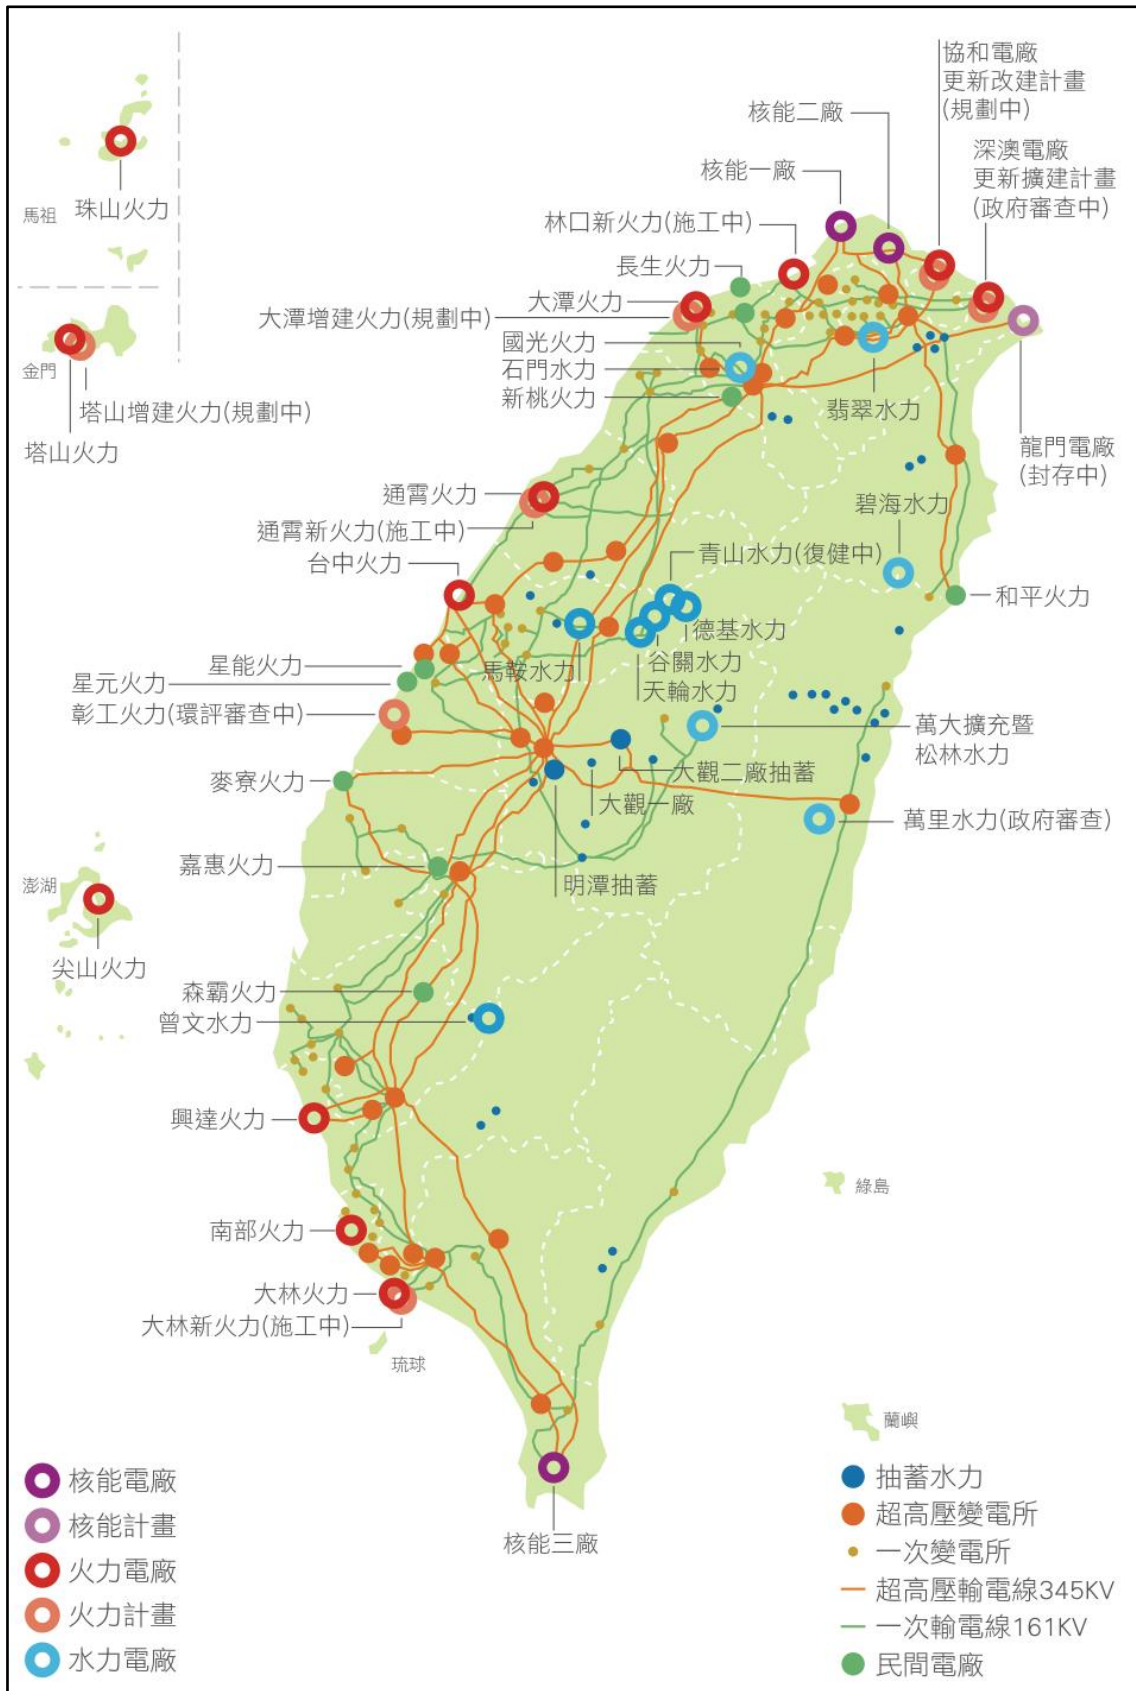 協和電廠
更新改建計畫
(規劃中)
核能二廠
深澳電廠
更新擴建計畫
(政府審查中)
核能一廠
林口新火力(施工中)
長生火力
大潭火力
大潭增建火力(規劃中)
國光火力
石門水力
新桃火力
翡翠水力
龍門電廠
(封存中)
馬祖
珠山火力
金門
塔山增建火力(規劃中)
塔山火力
通霄火力
通霄新火力(施工中)
台中火力
碧海水力
青山水力(復健中)
和平火力
德基水力
谷關水力
天輪水力
馬鞍水力
星能火力
星元火力
彰工火力(環評審查中)
萬大擴充暨
松林水力
大觀二廠抽蓄
大觀一廠
麥寮火力
萬里水力(政府審查)
嘉惠火力
明潭抽蓄
澎湖
尖山火力
森霸火力
曾文水力
興達火力
綠島
南部火力
大林火力
大林新火力(施工中)
琉球
蘭嶼
核能三廠
核能電廠
核能計畫
火力電廠
火力計畫
水力電廠
抽蓄水力
超高壓變電所
一次變電所
超高壓輸電線345KV
一次輸電線161KV
民間電廠